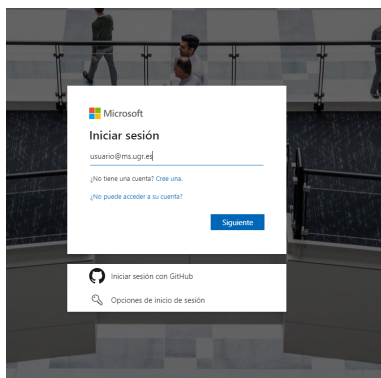 Microsoft
Iniciar sesión
usuario@ms.ugr.es
¿No tiene una cuenta? Cree una.
¿No puede acceder a su cuenta?
Siguiente
Iniciar sesión con GitHub
Opciones de inicio de sesión